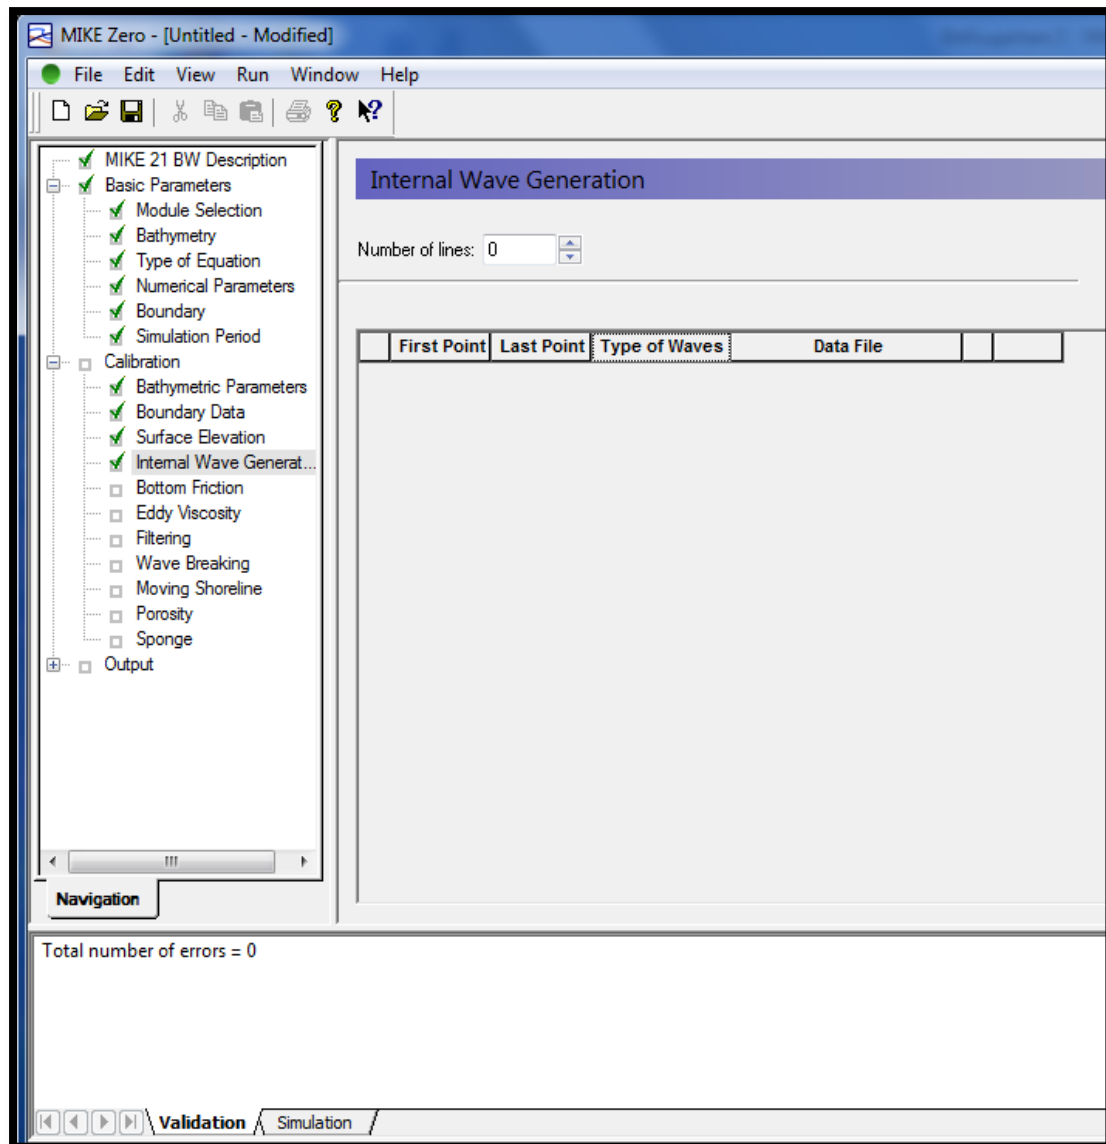 MIKE Zero - [Untitled - Modified]
File Edit View Run Window Help
MIKE 21 BW Description
Basic Parameters
Module Selection
Bathymetry
Type of Equation
Numerical Parameters
Boundary
Simulation Period
Calibration
Bathymetric Parameters
Boundary Data
Surface Elevation
Internal Wave Generat...
Bottom Friction
Eddy Viscosity
Filtering
Wave Breaking
Moving Shoreline
Porosity
Sponge
Output
Navigation
Internal Wave Generation
Number of lines: 0
First Point Last Point Type of Waves Data File
Total number of errors = 0
Validation Simulation